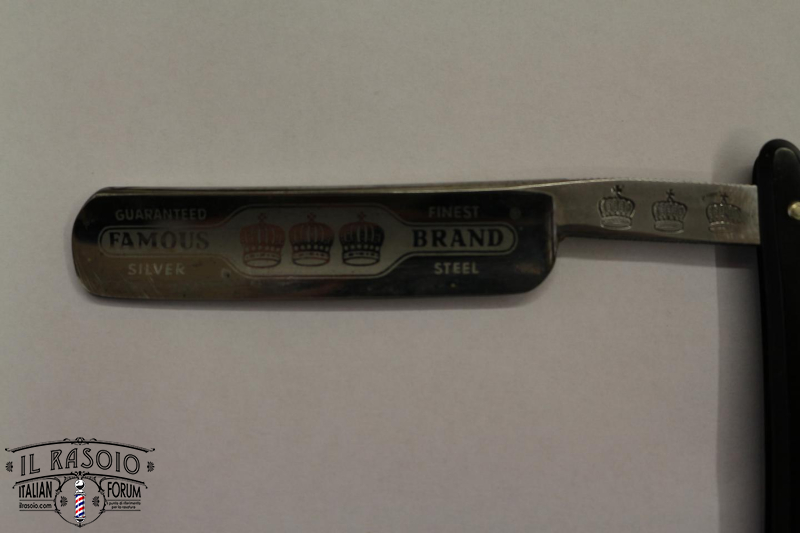 GUARANTEED FINEST
FAMOUS BRAND
SILVER STEEL
IL RASOIO
ITALIAN FORUM
ilrasoio.com